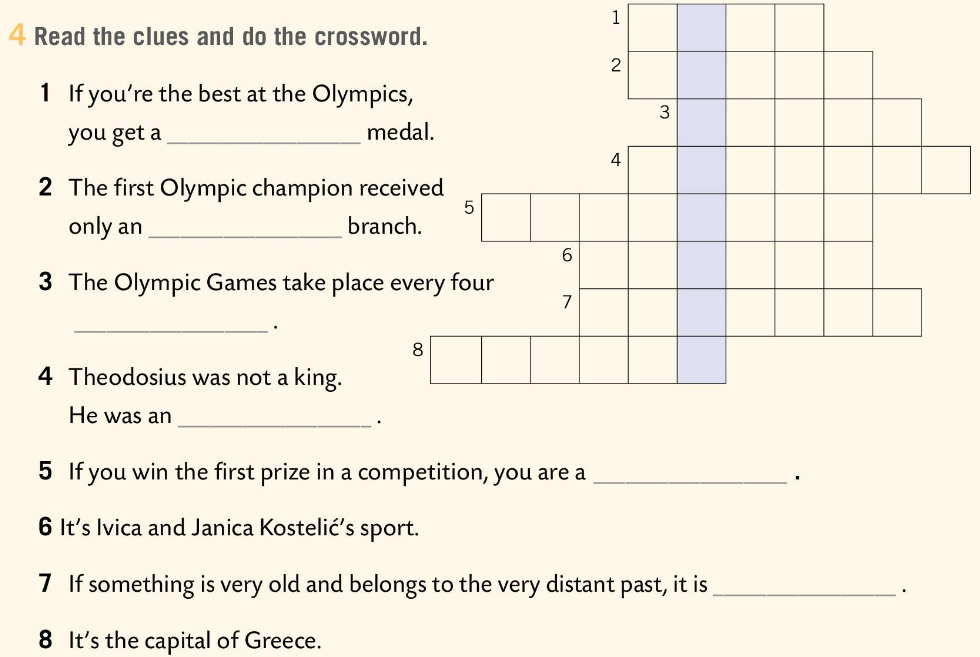 4 Read the clues and do the crossword.
1 If you're the best at the Olympics,
you get a ________________ medal.
2 The first Olympic champion received
only an ________________ branch.
3 The Olympic Games take place every four
________________ .
4 Theodosius was not a king.
He was an ________________ .
5 If you win the first prize in a competition, you are a ________________ .
6 It's Ivica and Janica Kostelić's sport.
7 If something is very old and belongs to the very distant past, it is ________________ .
8 It's the capital of Greece.
1
2
3
4
5
6
7
8